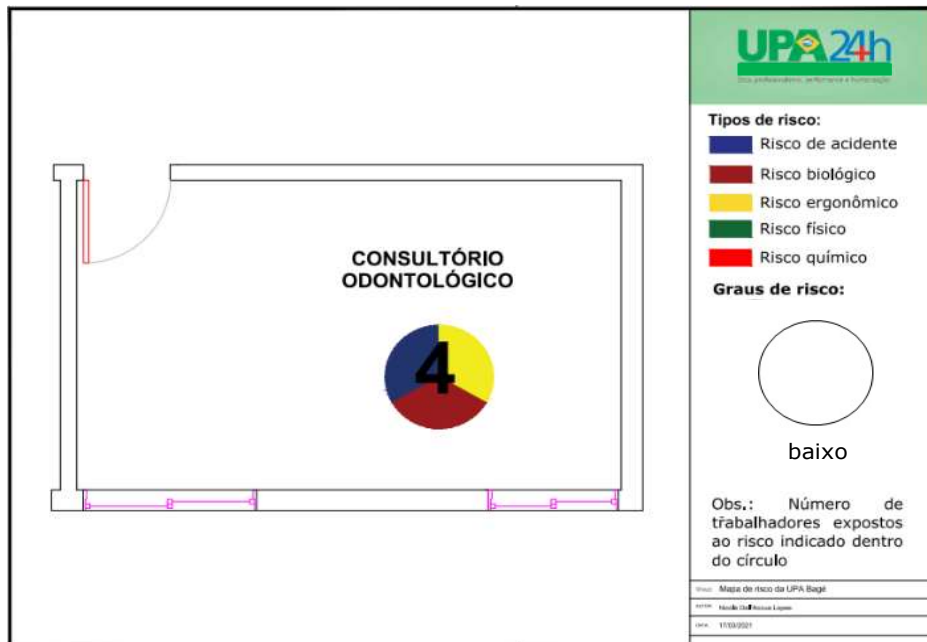 CONSULTÓRIO
ODONTOLÓGICO
4
UPA 24h
Tipos de risco:
Risco de acidente
Risco biológico
Risco ergonômico
Risco físico
Risco químico
Graus de risco:
baixo
Obs.: Número de
trabalhadores expostos
ao risco indicado dentro
do círculo
Mapa de risco da UPA Bagé